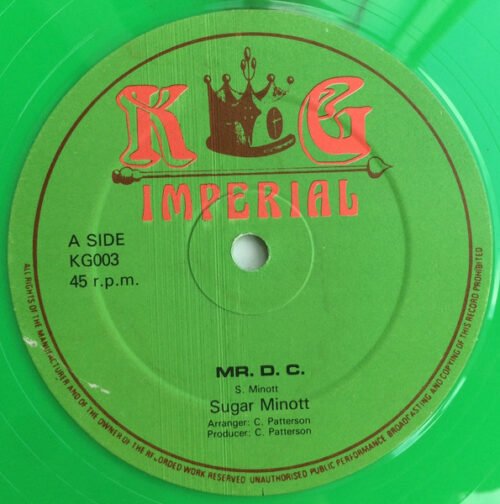 K G
IMPERIAL
A SIDE
KG003
45 r.p.m.
MR. D. C.
S. Minott
Sugar Minott
Arranger: C. Patterson
Producer: C. Patterson
ALL RIGHTS OF THE MANUFACTURER AND OF THE OWNER OF THE RECORDED WORK RESERVED UNAUTHORISED PUBLIC PERFORMANCE BROADCASTING AND COPYING OF THIS RECORD PROHIBITED